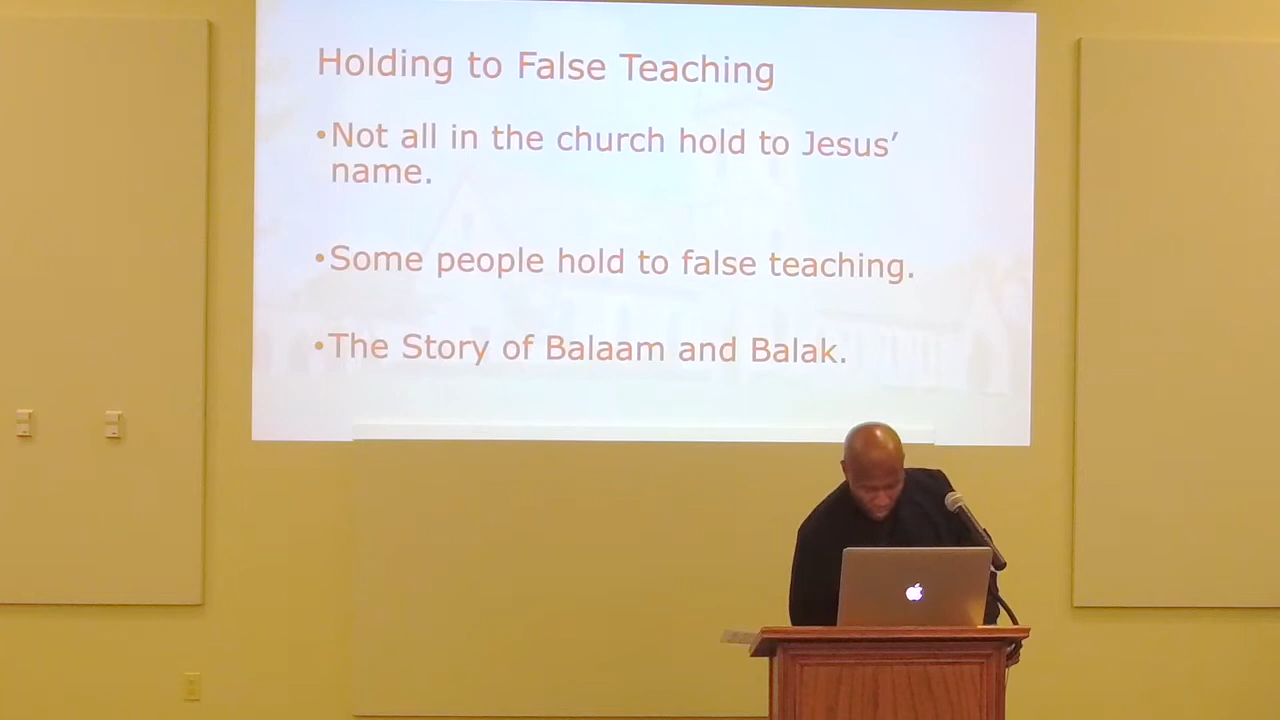 Holding to False Teaching
•Not all in the church hold to Jesus’
name.
•Some people hold to false teaching.
•The Story of Balaam and Balak.